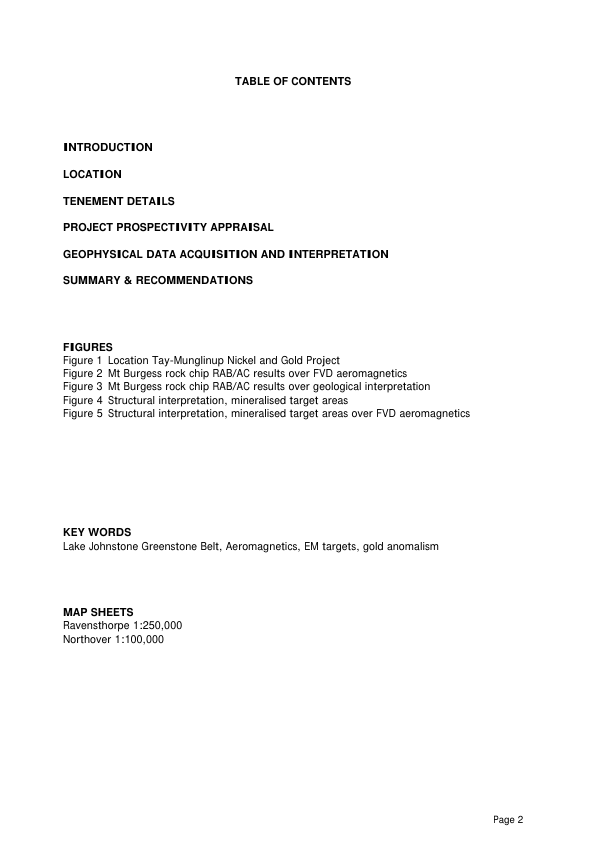 TABLE OF CONTENTS
INTRODUCTION
LOCATION
TENEMENT DETAILS
PROJECT PROSPECTIVITY APPRAISAL
GEOPHYSICAL DATA ACQUISITION AND INTERPRETATION
SUMMARY & RECOMMENDATIONS
FIGURES
Figure 1 Location Tay-Munglinup Nickel and Gold Project
Figure 2 Mt Burgess rock chip RAB/AC results over FVD aeromagnetics
Figure 3 Mt Burgess rock chip RAB/AC results over geological interpretation
Figure 4 Structural interpretation, mineralised target areas
Figure 5 Structural interpretation, mineralised target areas over FVD aeromagnetics
KEY WORDS
Lake Johnstone Greenstone Belt, Aeromagnetics, EM targets, gold anomalism
MAP SHEETS
Ravensthorpe 1:250,000
Northover 1:100,000
Page 2